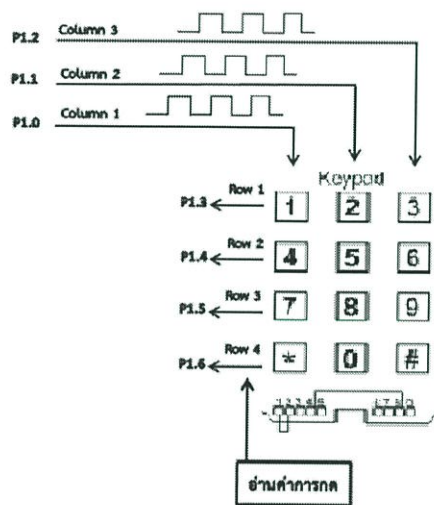 P1.2 Column 3
P1.1 Column 2
P1.0 Column 1
Keypad
Row 1
P1.3 1 2 3
Row 2
P1.4 4 5 6
Row 3
P1.5 7 8 9
Row 4
P1.6 * 0 #
อ่านค่าการกด